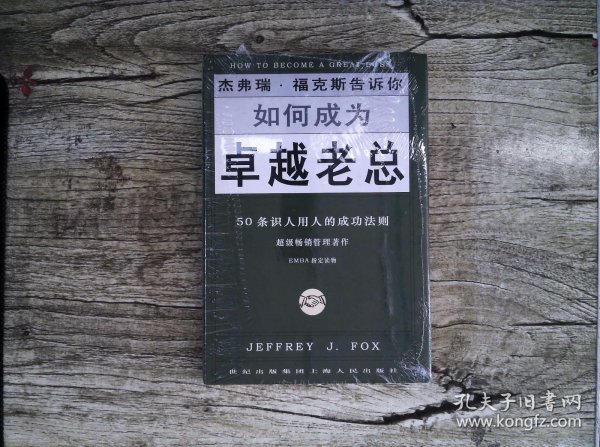 HOW TO BECOME A GREAT BOSS
杰弗瑞·福克斯告诉你
如何成为
卓越老总
50条识人用人的成功法则
超级畅销管理著作
EMBA指定读物
JEFFREY J. FOX
世纪出版集团上海人民出版社
孔夫子旧书网
www.kongfz.com